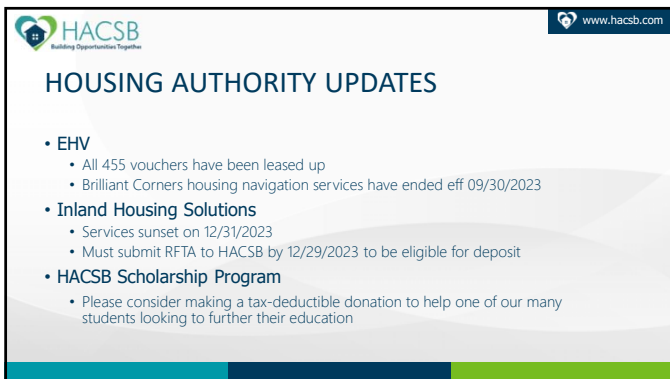 HACSB
Building Opportunities Together
www.hacsb.com
HOUSING AUTHORITY UPDATES
• EHV
• All 455 vouchers have been leased up
• Brilliant Corners housing navigation services have ended eff 09/30/2023
• Inland Housing Solutions
• Services sunset on 12/31/2023
• Must submit RFTA to HACSB by 12/29/2023 to be eligible for deposit
• HACSB Scholarship Program
• Please consider making a tax-deductible donation to help one of our many
students looking to further their education